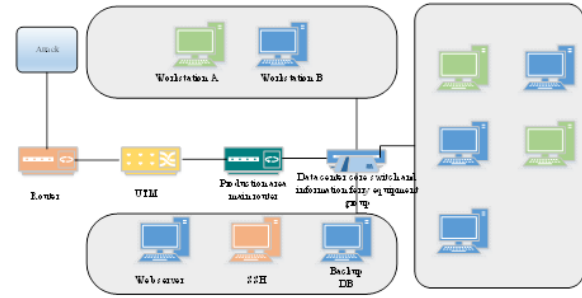 Attack
Workstation A
Workstation B
Router
UTM
Production area
main router
Data center core switch and
information ferry equipment
group
Web server
SSH
Backup
DB